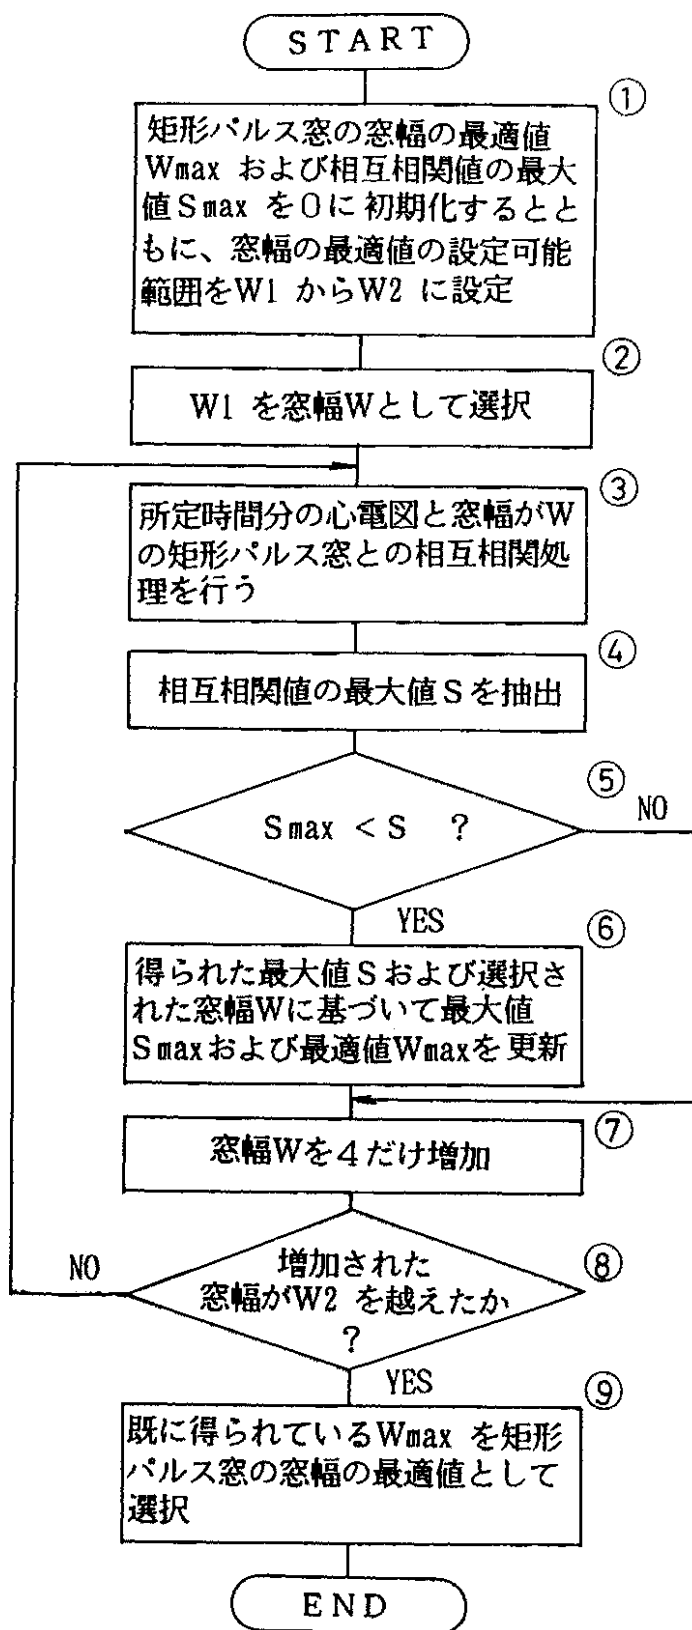 START
①
矩形パルス窓の窓幅の最適値
Wmax および相互相関値の最大
値Smax を0に初期化するとと
もに、窓幅の最適値の設定可能
範囲をW1 からW2 に設定
②
W1 を窓幅Wとして選択
③
所定時間分の心電図と窓幅がW
の矩形パルス窓との相互相関処
理を行う
④
相互相関値の最大値Sを抽出
⑤
Smax < S ?
NO
YES
⑥
得られた最大値Sおよび選択さ
れた窓幅Wに基づいて最大値
Smaxおよび最適値Wmaxを更新
⑦
窓幅Wを4だけ増加
⑧
増加された
窓幅がW2 を越えたか
?
NO
YES
⑨
既に得られているWmax を矩形
パルス窓の窓幅の最適値として
選択
END